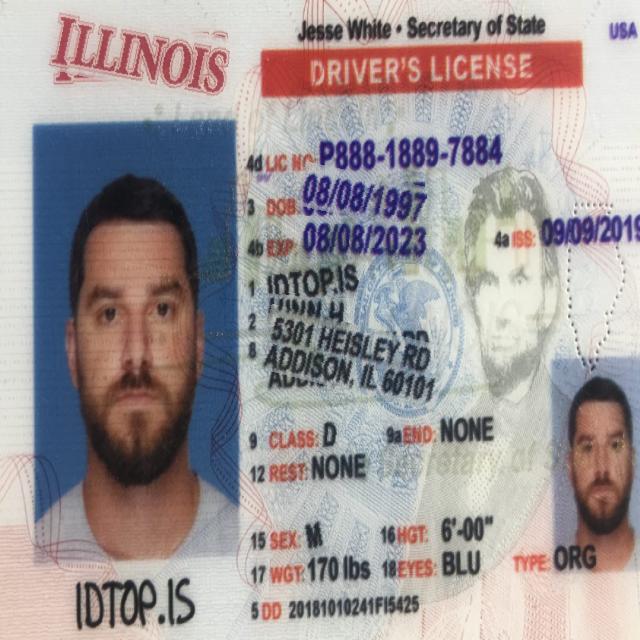 ILLINOIS
Jesse White • Secretary of State
USA
DRIVER'S LICENSE
4d LIC NO: P888-1889-7884
3 DOB: 08/08/1997
4b EXP: 08/08/2023
4a ISS: 09/09/2019
1 IDTOP.IS
2
8 5301 HEISLEY RD
ADDISON, IL 60101
9 CLASS: D
9a END: NONE
12 REST: NONE
15 SEX: M
16 HGT: 6'-00"
17 WGT: 170 lbs
18 EYES: BLU
TYPE: ORG
5 DD 20181010241FI5425
IDTOP.IS